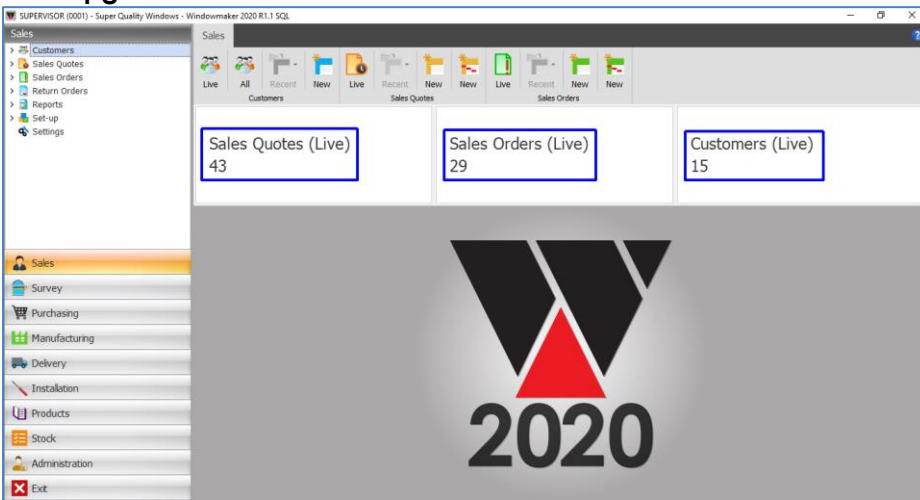 SUPERVISOR (0001) - Super Quality Windows - Windowmaker 2020 R1.1 SQL
Sales
Customers
Sales Quotes
Sales Orders
Return Orders
Reports
Set-up
Settings
Sales
Survey
Purchasing
Manufacturing
Delivery
Installation
Products
Stock
Administration
Exit
Sales
Live All Recent New Live Recent New New Live Recent New New
Customers Sales Quotes Sales Orders
Sales Quotes (Live)
43
Sales Orders (Live)
29
Customers (Live)
15
2020